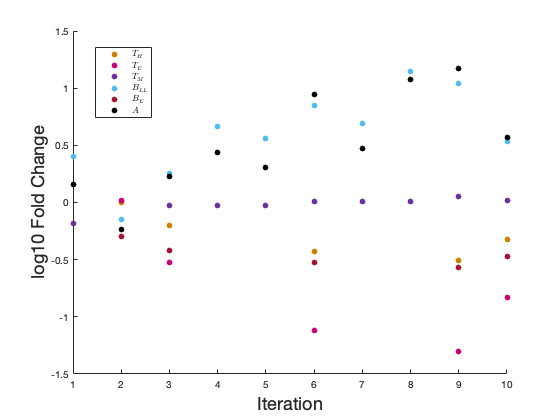 1.5
1
0.5
0
-0.5
-1
-1.5
log10 Fold Change
T_H
T_E
T_M
B_LL
B_E
A
1 2 3 4 5 6 7 8 9 10
Iteration